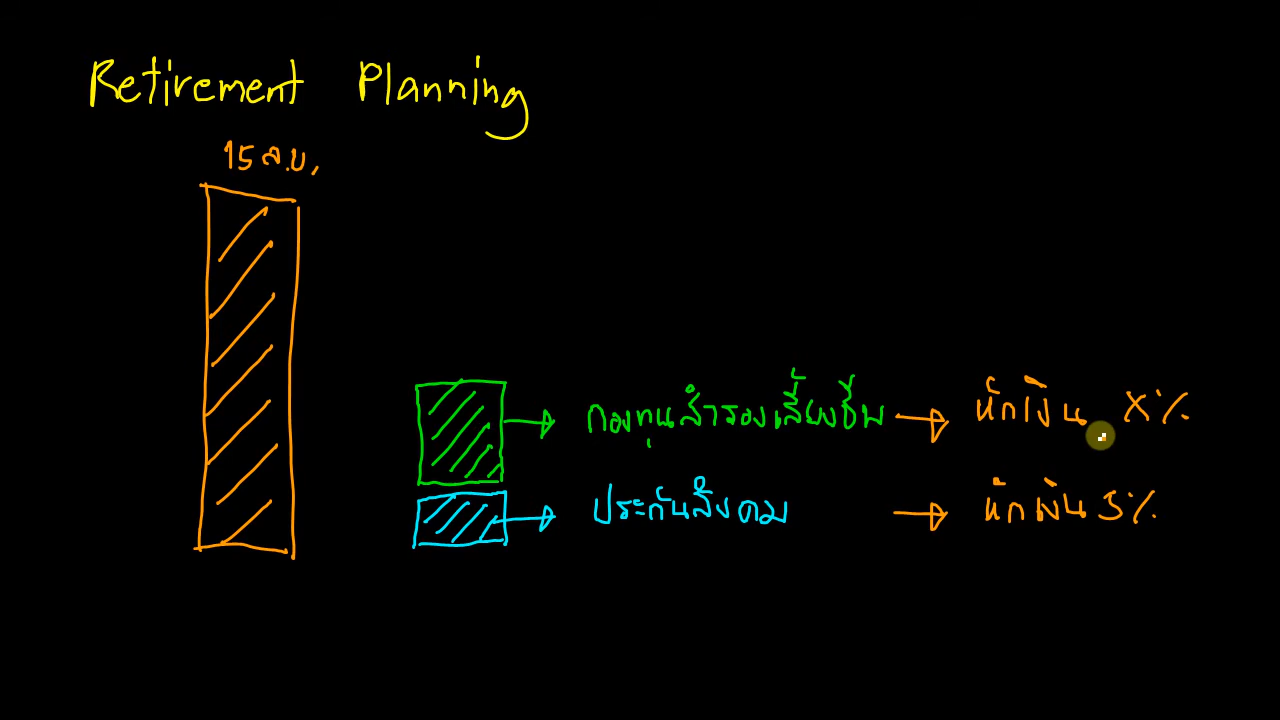 Retirement Planning
15 ล.บ.
กองทุนสำรองเลี้ยงชีพ → หักเงิน X%
ประกันสังคม → หักเงิน 5%